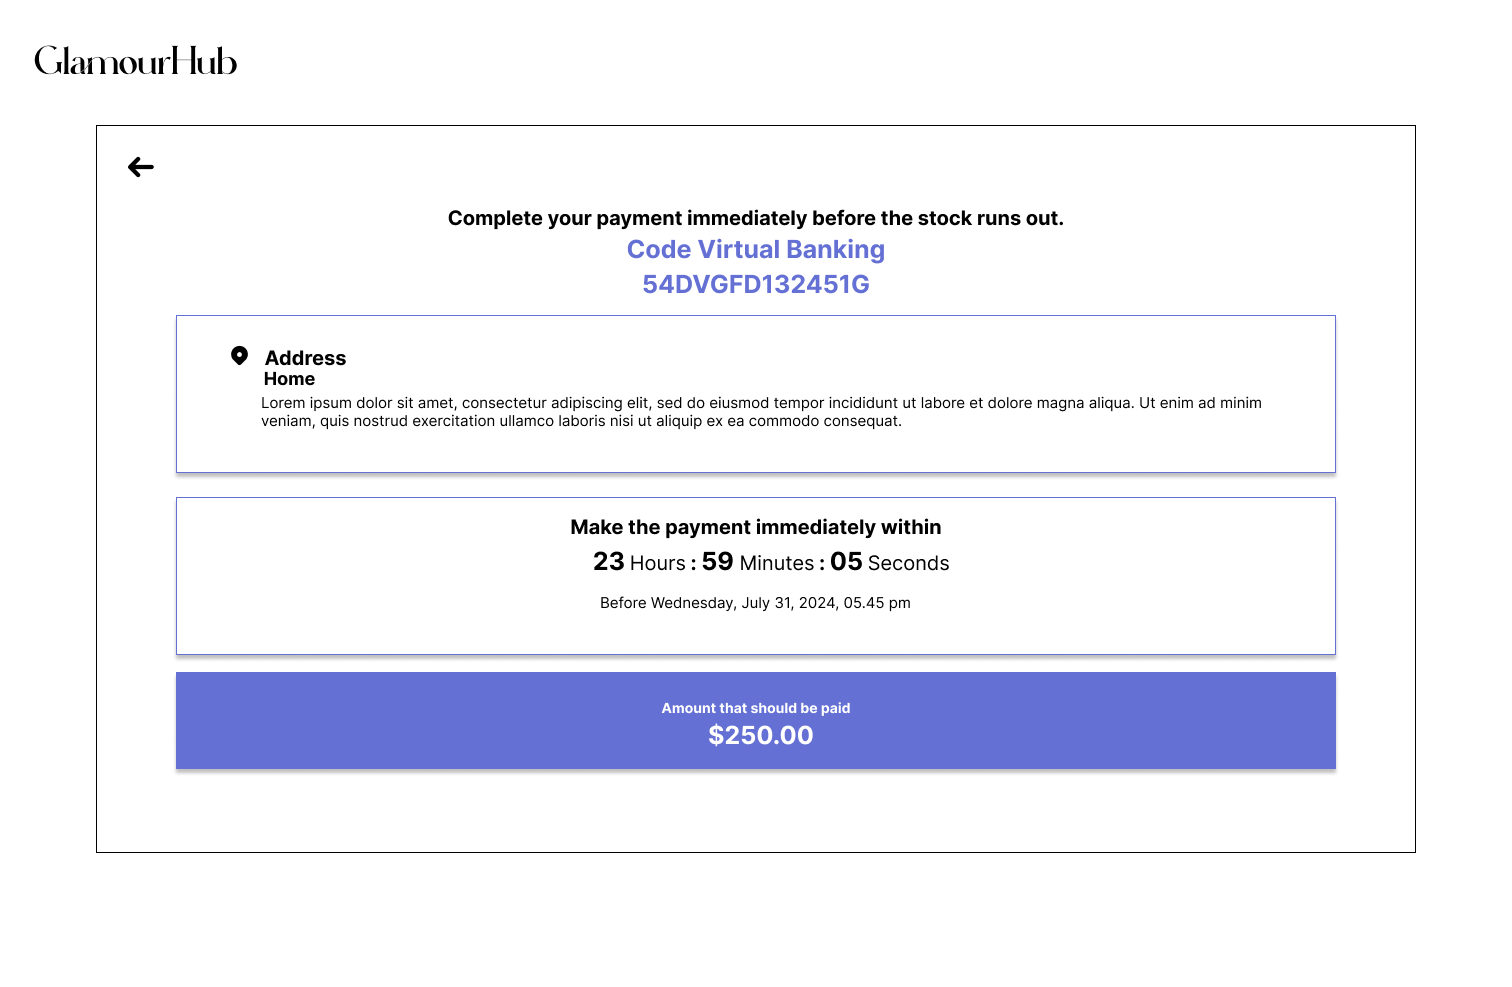 GlamourHub
Complete your payment immediately before the stock runs out.
Code Virtual Banking
54DVGFD132451G
Address
Home
Lorem ipsum dolor sit amet, consectetur adipiscing elit, sed do eiusmod tempor incididunt ut labore et dolore magna aliqua. Ut enim ad minim
veniam, quis nostrud exercitation ullamco laboris nisi ut aliquip ex ea commodo consequat.
Make the payment immediately within
23 Hours : 59 Minutes : 05 Seconds
Before Wednesday, July 31, 2024, 05.45 pm
Amount that should be paid
$250.00